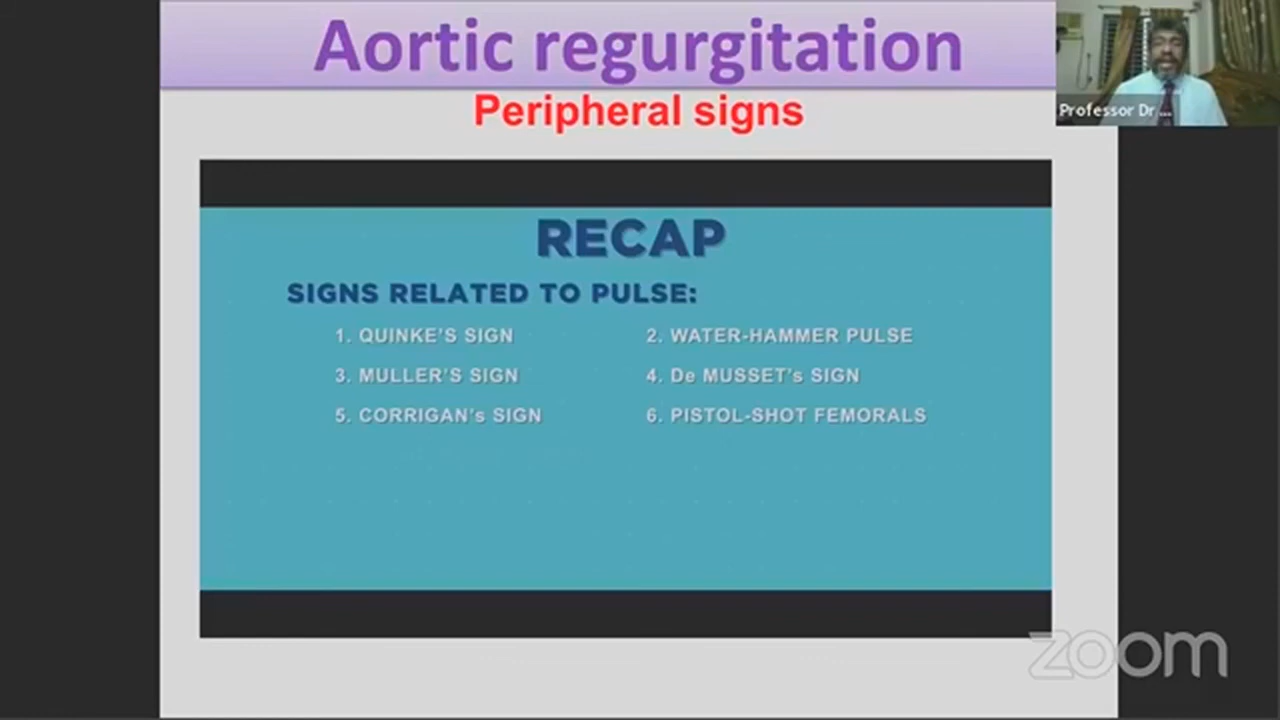 Aortic regurgitation
Peripheral signs
Professor Dr ...
RECAP
SIGNS RELATED TO PULSE:
1. QUINKE'S SIGN
2. WATER-HAMMER PULSE
3. MULLER'S SIGN
4. De MUSSET's SIGN
5. CORRIGAN's SIGN
6. PISTOL-SHOT FEMORALS
zoom